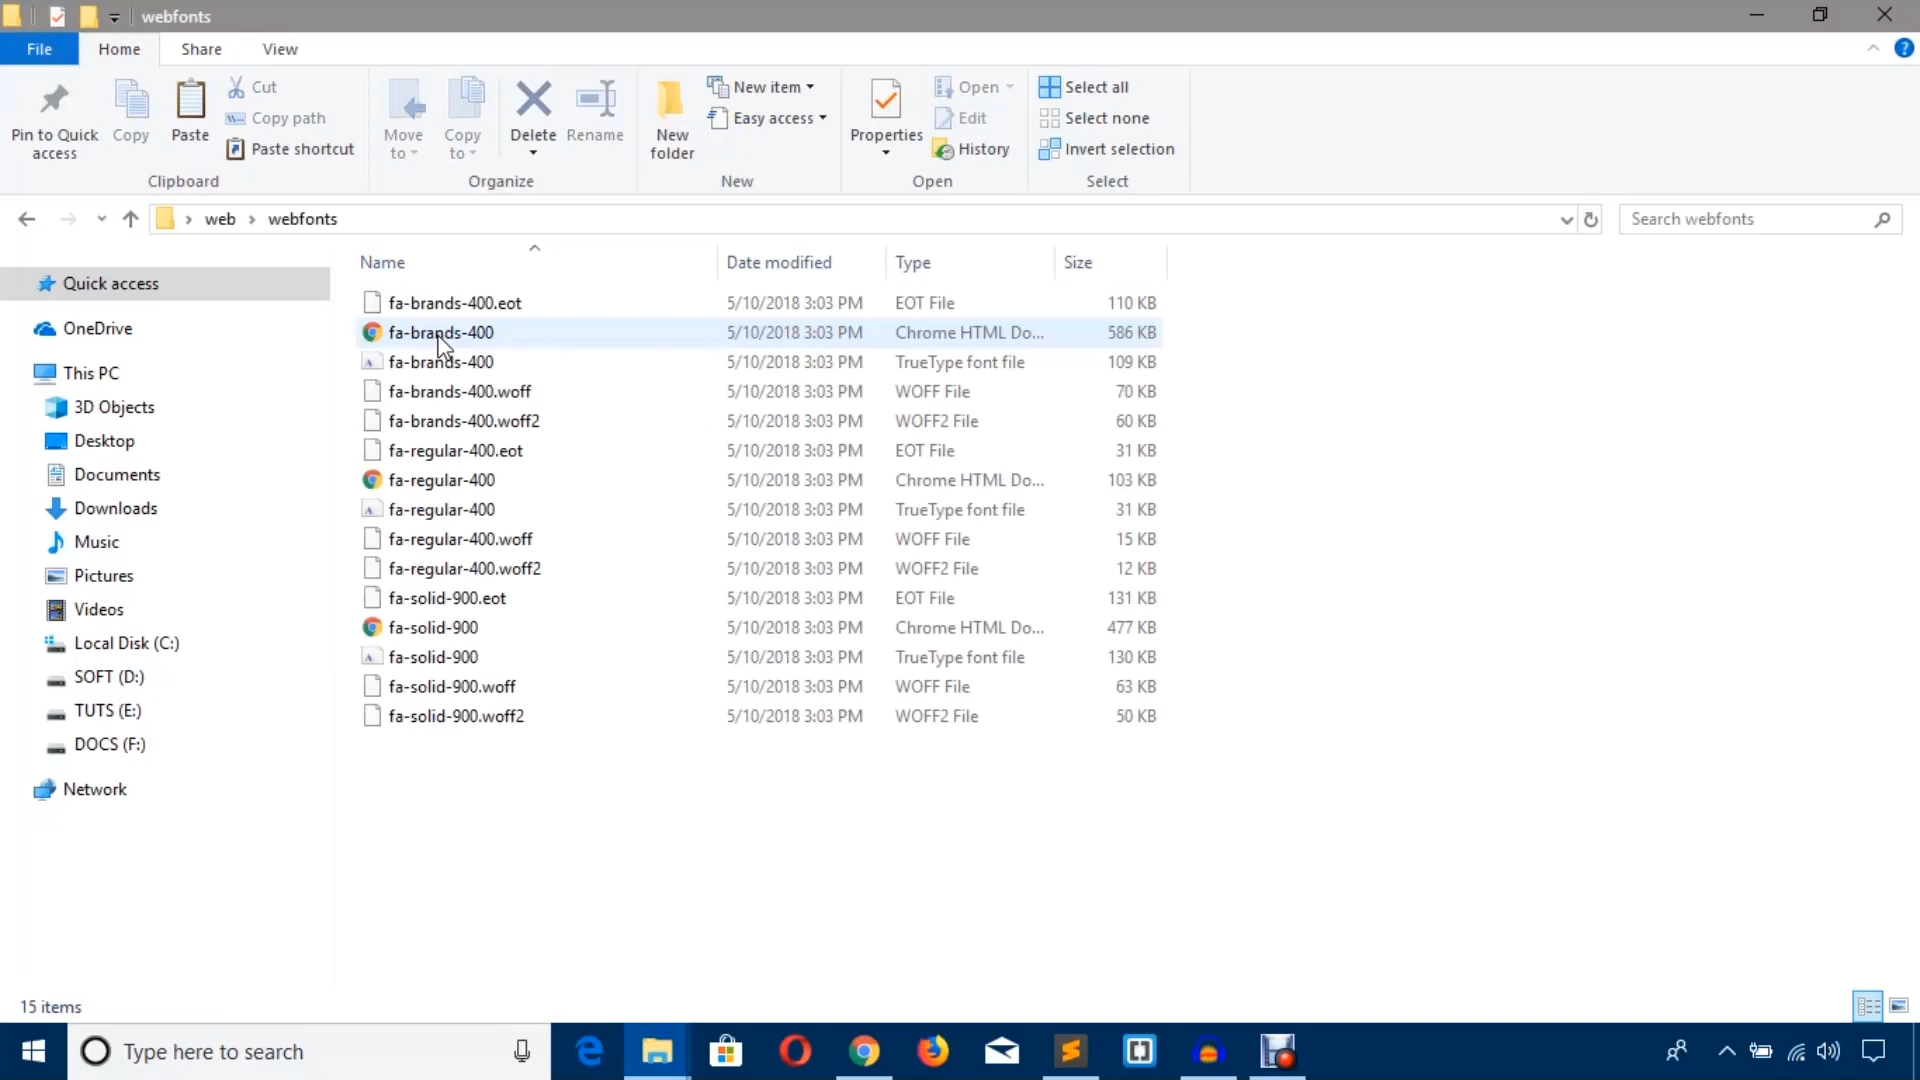 webfonts
File Home Share View
Pin to Quick access
Copy
Paste
Cut
Copy path
Paste shortcut
Clipboard
Move to
Copy to
Delete
Rename
Organize
New folder
New item
Easy access
New
Properties
Open
Edit
History
Open
Select all
Select none
Invert selection
Select
web webfonts
Search webfonts
Name Date modified Type Size
Quick access
OneDrive
This PC
3D Objects
Desktop
Documents
Downloads
Music
Pictures
Videos
Local Disk (C:)
SOFT (D:)
TUTS (E:)
DOCS (F:)
Network
fa-brands-400.eot 5/10/2018 3:03 PM EOT File 110 KB
fa-brands-400 5/10/2018 3:03 PM Chrome HTML Do... 586 KB
fa-brands-400 5/10/2018 3:03 PM TrueType font file 109 KB
fa-brands-400.woff 5/10/2018 3:03 PM WOFF File 70 KB
fa-brands-400.woff2 5/10/2018 3:03 PM WOFF2 File 60 KB
fa-regular-400.eot 5/10/2018 3:03 PM EOT File 31 KB
fa-regular-400 5/10/2018 3:03 PM Chrome HTML Do... 103 KB
fa-regular-400 5/10/2018 3:03 PM TrueType font file 31 KB
fa-regular-400.woff 5/10/2018 3:03 PM WOFF File 15 KB
fa-regular-400.woff2 5/10/2018 3:03 PM WOFF2 File 12 KB
fa-solid-900.eot 5/10/2018 3:03 PM EOT File 131 KB
fa-solid-900 5/10/2018 3:03 PM Chrome HTML Do... 477 KB
fa-solid-900 5/10/2018 3:03 PM TrueType font file 130 KB
fa-solid-900.woff 5/10/2018 3:03 PM WOFF File 63 KB
fa-solid-900.woff2 5/10/2018 3:03 PM WOFF2 File 50 KB
15 items
Type here to search